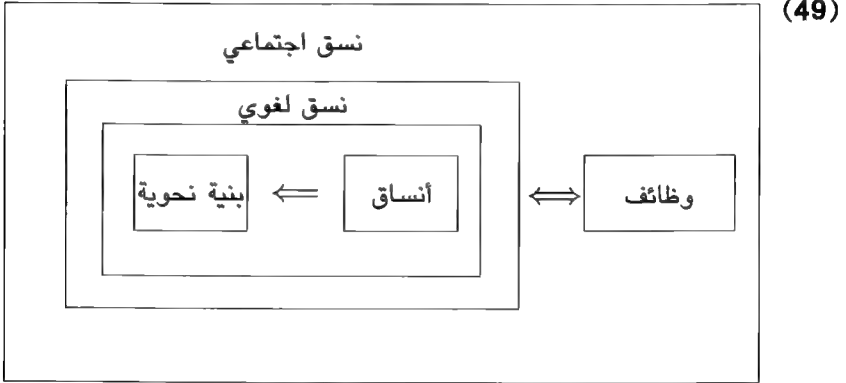 (49)
نسق اجتماعي
نسق لغوي
وظائف
⇔
أنساق
⇐
بنية نحوية